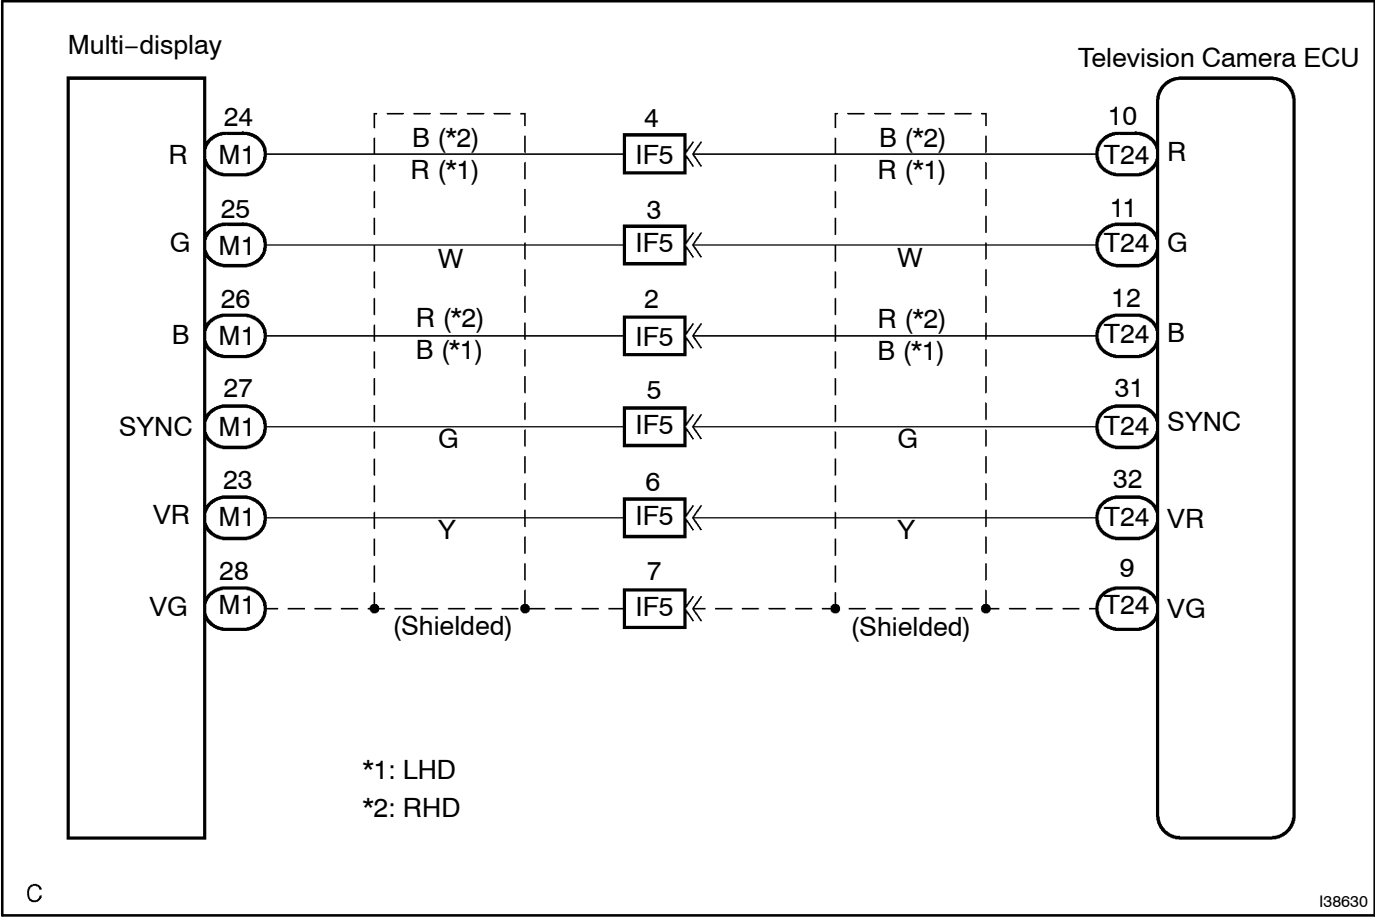 Multi−display
Television Camera ECU
24 4 10
B (*2) B (*2)
R M1 IF5 T24 R
R (*1) R (*1)
25 3 11
G M1 IF5 T24 G
W W
26 2 12
R (*2) R (*2)
B M1 IF5 T24 B
B (*1) B (*1)
27 5 31
SYNC M1 IF5 T24 SYNC
G G
23 6 32
VR M1 IF5 T24 VR
Y Y
28 7 9
VG M1 IF5 T24 VG
(Shielded) (Shielded)
*1: LHD
*2: RHD
C
I38630